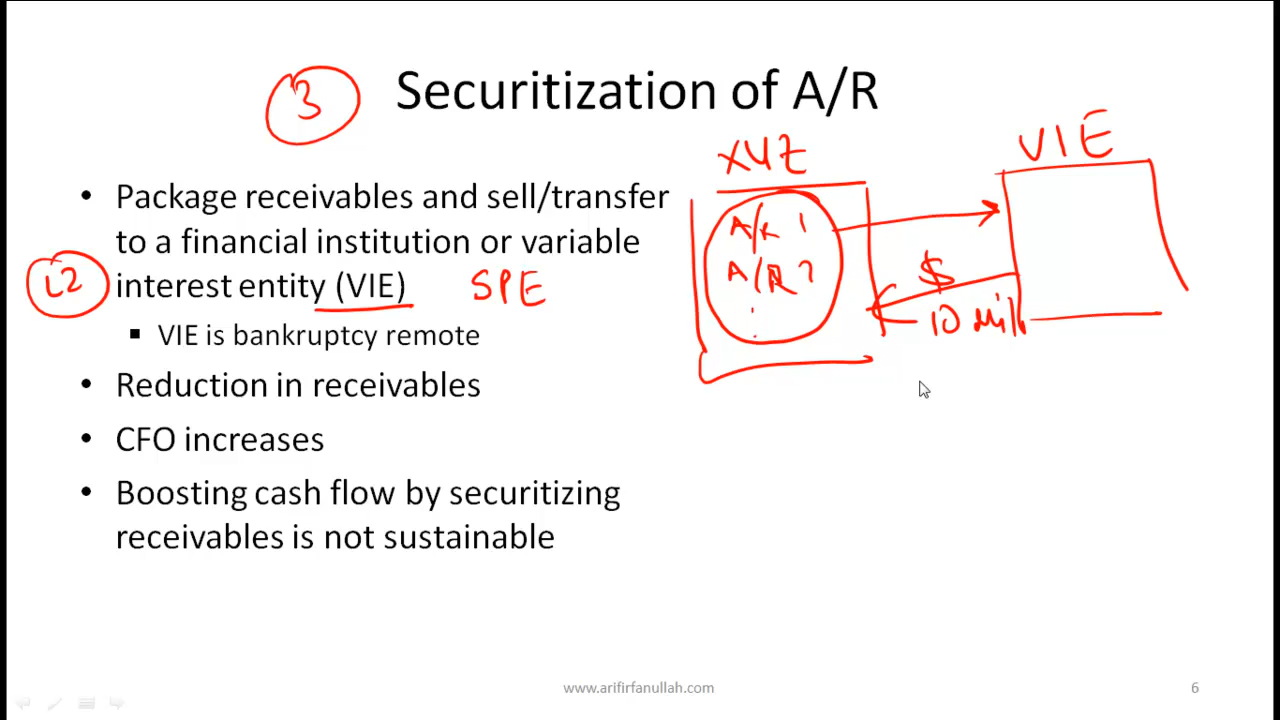 3
Securitization of A/R
XYZ
VIE
• Package receivables and sell/transfer
to a financial institution or variable
interest entity (VIE)
L2
SPE
▪ VIE is bankruptcy remote
• Reduction in receivables
• CFO increases
• Boosting cash flow by securitizing
receivables is not sustainable
A/R 1
A/R 2
$
10 mill
www.arifirfanullah.com
6